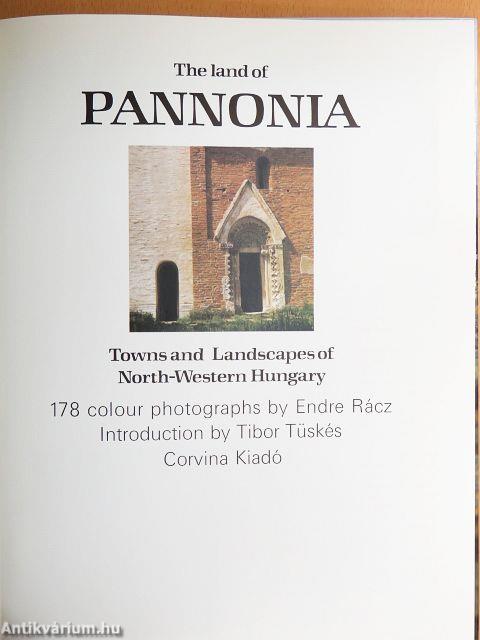 The land of
PANNONIA
Towns and Landscapes of
North-Western Hungary
178 colour photographs by Endre Rácz
Introduction by Tibor Tüskés
Corvina Kiadó
Antikvárium.hu